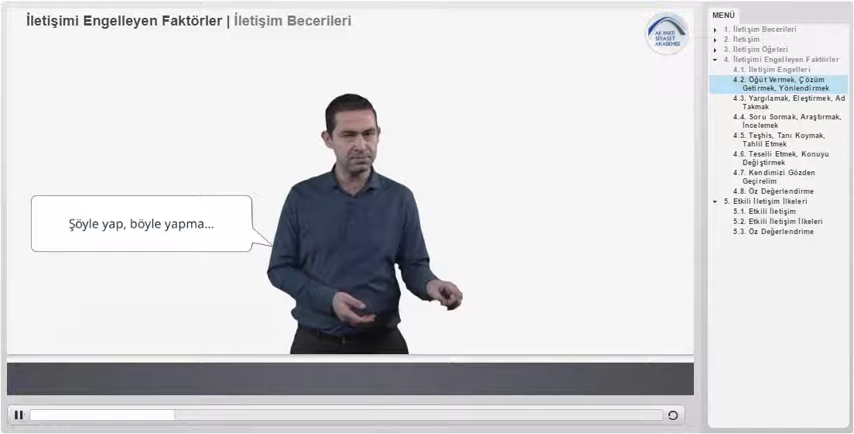 İletişimi Engelleyen Faktörler | İletişim Becerileri
AK PARTİ
SİYASET
AKADEMİSİ
Şöyle yap, böyle yapma...
MENÜ
1. İletişim Becerileri
2. İletişim
3. İletişim Öğeleri
4. İletişimi Engelleyen Faktörler
4.1. İletişim Engelleri
4.2. Öğüt Vermek, Çözüm
Getirmek, Yönlendirmek
4.3. Yargılamak, Eleştirmek, Ad
Takmak
4.4. Soru Sormak, Araştırmak,
İncelemek
4.5. Teşhis, Tanı Koymak,
Tahlil Etmek
4.6. Teselli Etmek, Konuyu
Değiştirmek
4.7. Kendimizi Gözden
Geçirelim
4.8. Öz Değerlendirme
5. Etkili İletişim İlkeleri
5.1. Etkili İletişim
5.2. Etkili İletişim İlkeleri
5.3. Öz Değerlendrime